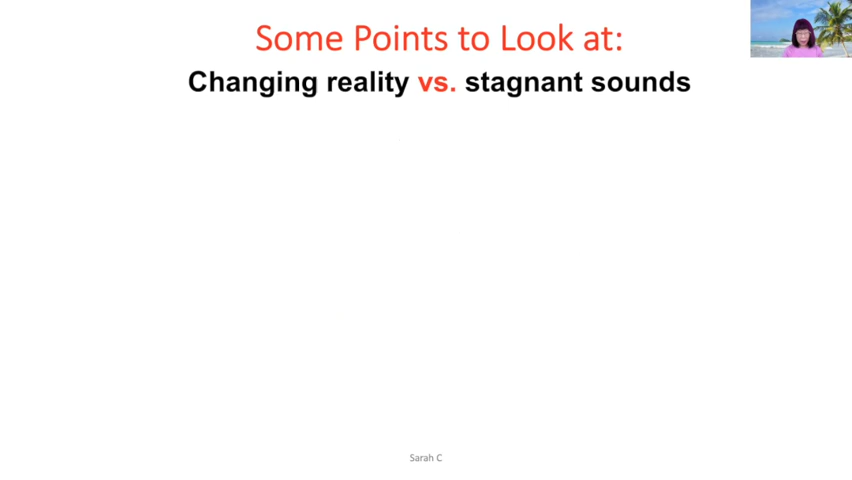 Some Points to Look at:
Changing reality vs. stagnant sounds
Sarah C